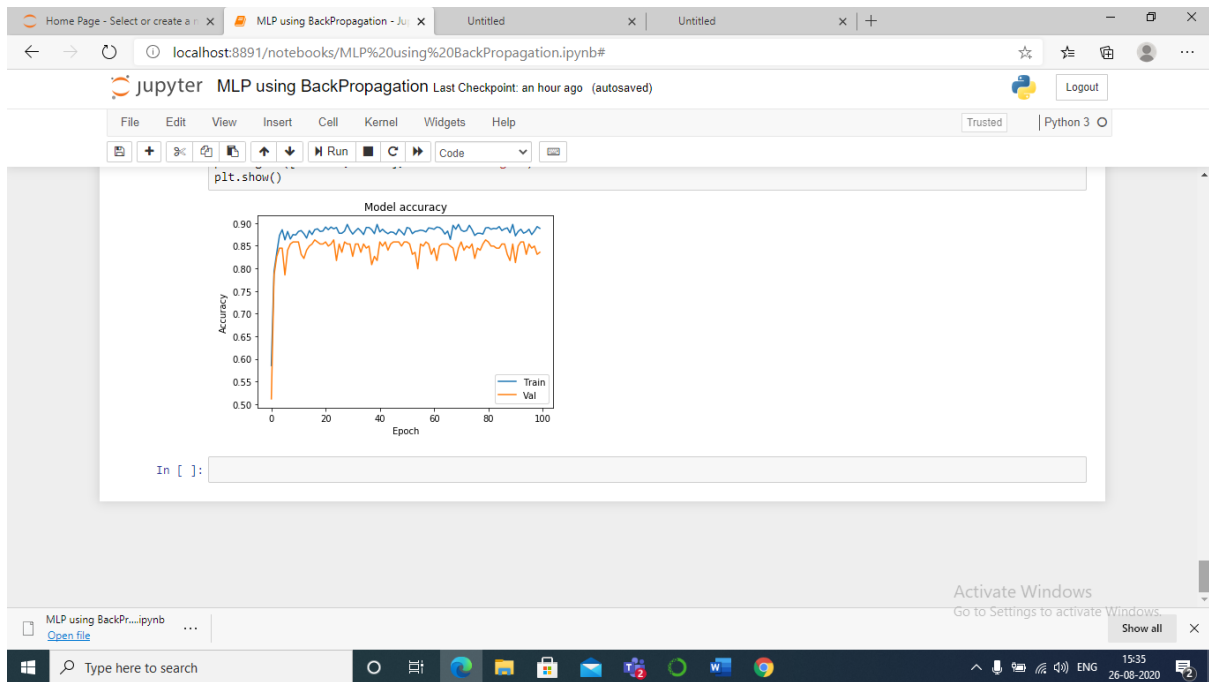 Home Page - Select or create a n
MLP using BackPropagation - Ju
Untitled
Untitled
localhost:8891/notebooks/MLP%20using%20BackPropagation.ipynb#
jupyter MLP using BackPropagation Last Checkpoint: an hour ago (autosaved)
Logout
File Edit View Insert Cell Kernel Widgets Help
Trusted
Python 3
Run
Code
plt.show()
Model accuracy
0.90
0.85
0.80
0.75
0.70
0.65
0.60
0.55
0.50
Accuracy
Train
Val
0 20 40 60 80 100
Epoch
In [ ]:
Activate Windows
Go to Settings to activate Windows.
MLP using BackPr....ipynb
Open file
Show all
Type here to search
2
W
ENG
15:35
26-08-2020
2